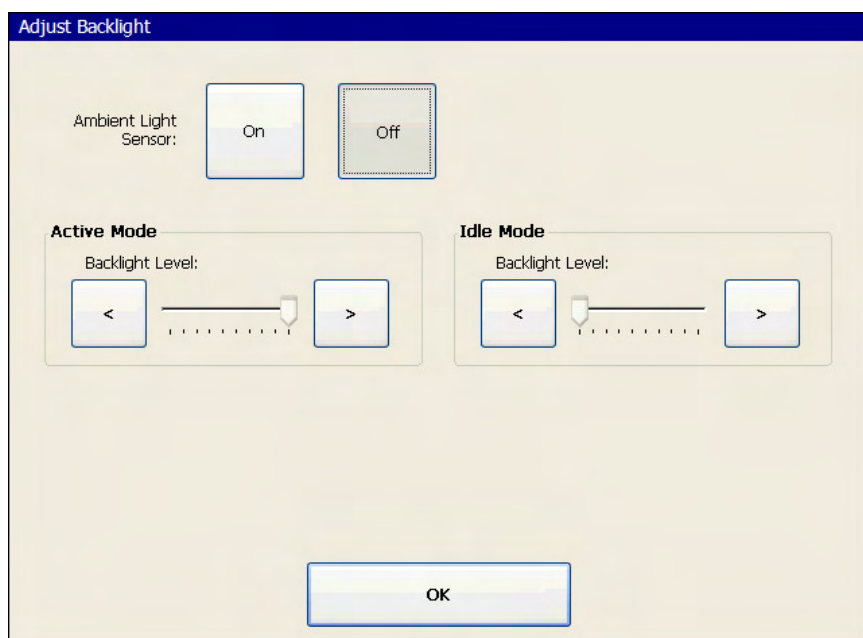 Adjust Backlight
Ambient Light
Sensor:
On
Off
Active Mode
Backlight Level:
<
>
Idle Mode
Backlight Level:
<
>
OK